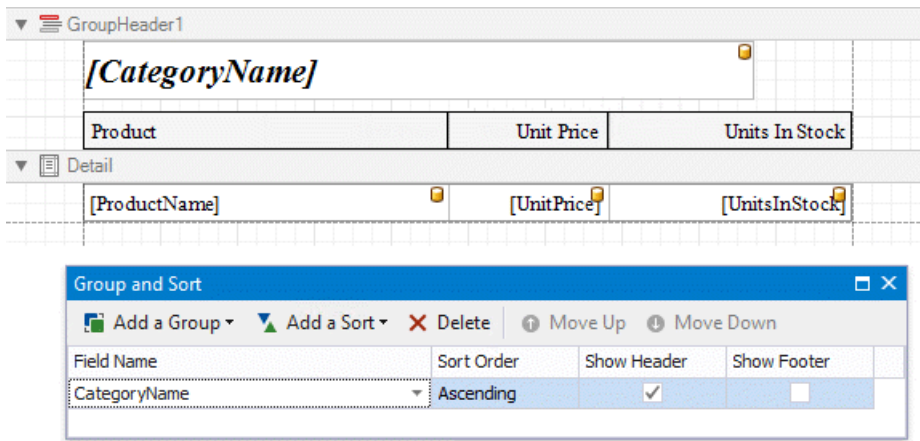 GroupHeader1
[CategoryName]
Product Unit Price Units In Stock
Detail
[ProductName] [UnitPrice] [UnitsInStock]
Group and Sort
Add a Group Add a Sort Delete Move Up Move Down
Field Name Sort Order Show Header Show Footer
CategoryName Ascending